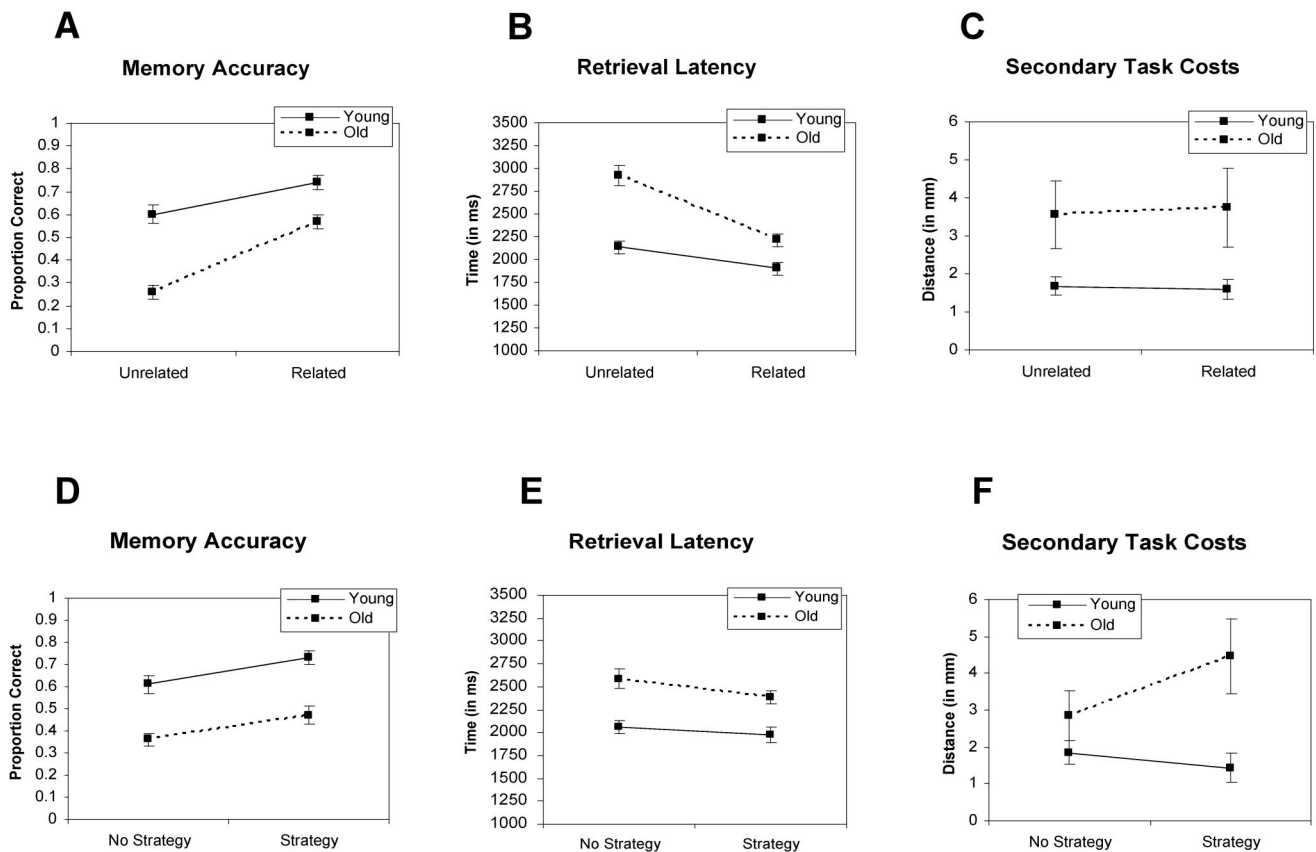 A
Memory Accuracy
Young
Old
Proportion Correct
1
0.9
0.8
0.7
0.6
0.5
0.4
0.3
0.2
0.1
0
Unrelated Related
B
Retrieval Latency
Young
Old
Time (in ms)
3500
3250
3000
2750
2500
2250
2000
1750
1500
1250
1000
Unrelated Related
C
Secondary Task Costs
Young
Old
Distance (in mm)
6
5
4
3
2
1
0
Unrelated Related
D
Memory Accuracy
Young
Old
Proportion Correct
1
0.9
0.8
0.7
0.6
0.5
0.4
0.3
0.2
0.1
0
No Strategy Strategy
E
Retrieval Latency
Young
Old
Time (in ms)
3500
3250
3000
2750
2500
2250
2000
1750
1500
1250
1000
No Strategy Strategy
F
Secondary Task Costs
Young
Old
Distance (in mm)
6
5
4
3
2
1
0
No Strategy Strategy